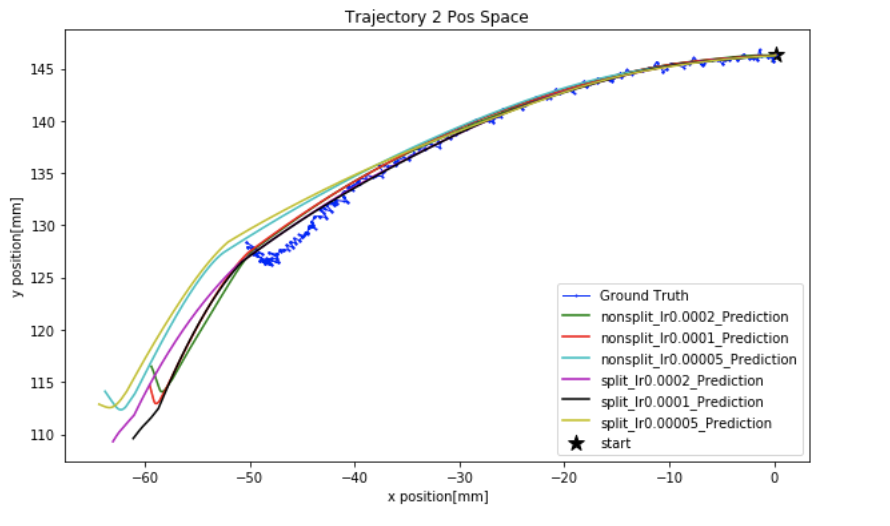 Trajectory 2 Pos Space
y position[mm]
145
140
135
130
125
120
115
110
Ground Truth
nonsplit_lr0.0002_Prediction
nonsplit_lr0.0001_Prediction
nonsplit_lr0.00005_Prediction
split_lr0.0002_Prediction
split_lr0.0001_Prediction
split_lr0.00005_Prediction
start
−60 −50 −40 −30 −20 −10 0
x position[mm]